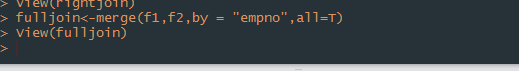 > View(rightjoin)
> fulljoin<-merge(f1,f2,by = "empno",all=T)
> View(fulljoin)
>